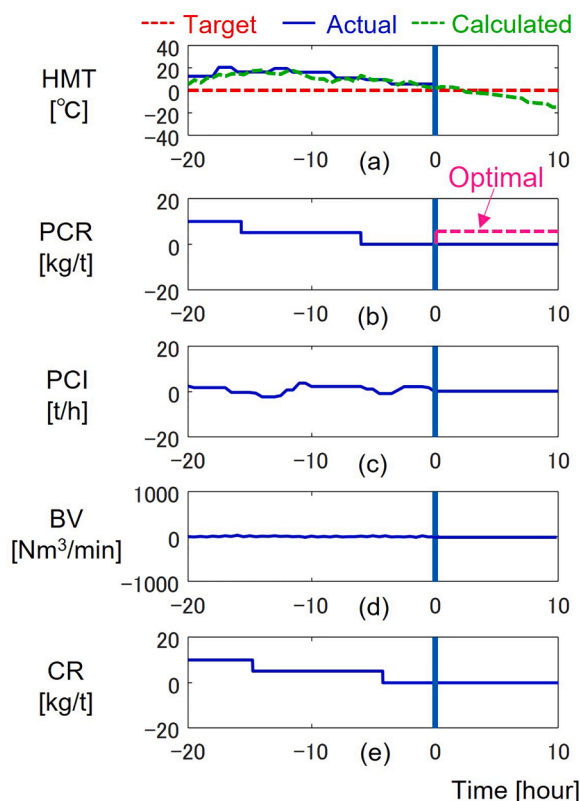 Target Actual Calculated
HMT
[℃]
40
20
0
−20
−40
−20 −10 0 10
(a)
Optimal
PCR
[kg/t]
20
0
−20
−20 −10 0 10
(b)
PCI
[t/h]
20
0
−20
−20 −10 0 10
(c)
BV
[Nm³/min]
1000
0
−1000
−20 −10 0 10
(d)
CR
[kg/t]
20
0
−20
−20 −10 0 10
(e)
Time [hour]